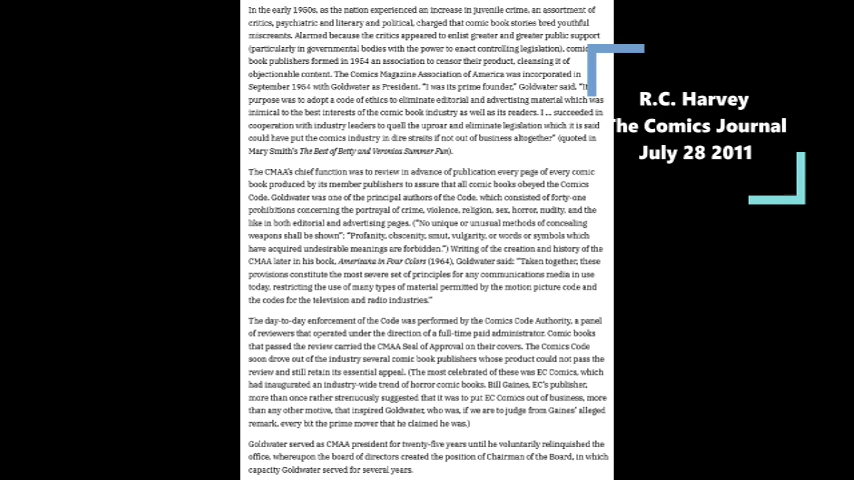 In the early 1950s, as the nation experienced an increase in juvenile crime, an assortment of
critics, psychiatric and literary and political, charged that comic book stories bred youthful
miscreants. Alarmed because the critics appeared to enlist greater and greater public support
(particularly in governmental bodies with the power to enact controlling legislation), comic
book publishers formed in 1954 an association to censor their product, cleansing it of
objectionable content. The Comics Magazine Association of America was incorporated in
September 1954 with Goldwater as President. "I was its prime founder," Goldwater said. "It
purpose was to adopt a code of ethics to eliminate editorial and advertising material which was
inimical to the best interests of the comic book industry as well as its readers. I ... succeeded in
cooperation with industry leaders to quell the uproar and eliminate legislation which it is said
could have put the comics industry in dire straits if not out of business altogether" (quoted in
Mary Smith's The Best of Betty and Veronica Summer Fun).
The CMAA's chief function was to review in advance of publication every page of every comic
book produced by its member publishers to assure that all comic books obeyed the Comics
Code. Goldwater was one of the principal authors of the Code, which consisted of forty-one
prohibitions concerning the portrayal of crime, violence, religion, sex, horror, nudity, and the
like in both editorial and advertising pages. ("No unique or unusual methods of concealing
weapons shall be shown"; "Profanity, obscenity, smut, vulgarity, or words or symbols which
have acquired undesirable meanings are forbidden.") Writing of the creation and history of the
CMAA later in his book, Americana in Four Colors (1964), Goldwater said: "Taken together, these
provisions constitute the most severe set of principles for any communications media in use
today, restricting the use of many types of material permitted by the motion picture code and
the codes for the television and radio industries."
The day-to-day enforcement of the Code was performed by the Comics Code Authority, a panel
of reviewers that operated under the direction of a full-time paid administrator. Comic books
that passed the review carried the CMAA Seal of Approval on their covers. The Comics Code
soon drove out of the industry several comic book publishers whose product could not pass the
review and still retain its essential appeal. (The most celebrated of these was EC Comics, which
had inaugurated an industry-wide trend of horror comic books. Bill Gaines, EC's publisher,
more than once rather strenuously suggested that it was to put EC Comics out of business, more
than any other motive, that inspired Goldwater, who was, if we are to judge from Gaines' alleged
remark, every bit the prime mover that he claimed he was.)
Goldwater served as CMAA president for twenty-five years until he voluntarily relinquished the
office, whereupon the board of directors created the position of Chairman of the Board, in which
capacity Goldwater served for several years.
R.C. Harvey
The Comics Journal
July 28 2011